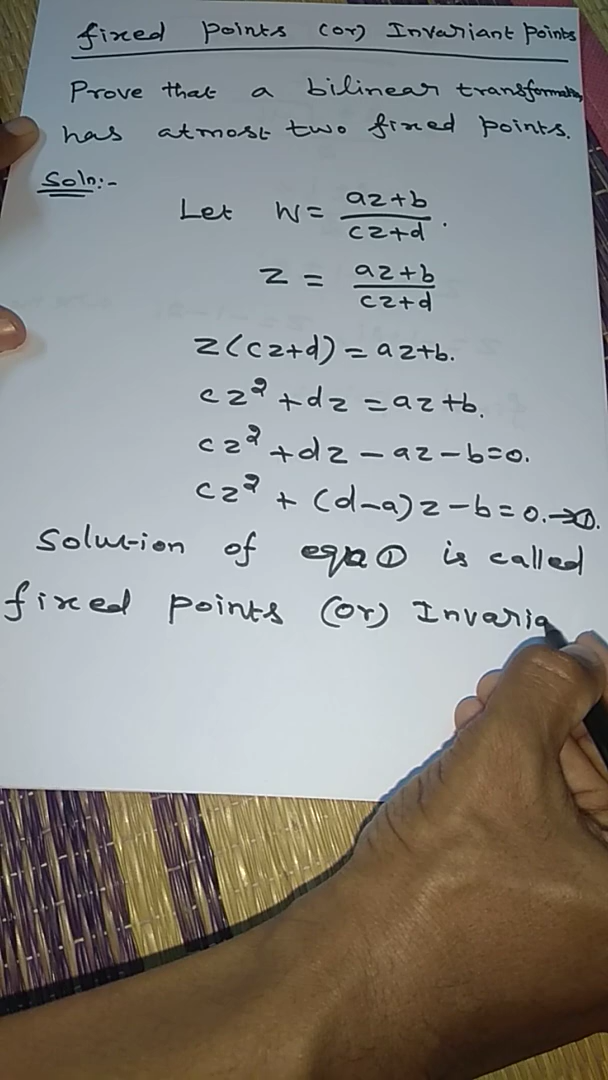 fixed points (or) Invariant points
Prove that a bilinear transformation
has atmost two fixed points.
Soln:-
Let W = az+b / cz+d .
z = az+b / cz+d
z(cz+d) = az+b.
cz² + dz = az+b.
cz² + dz - az - b = 0.
cz² + (d-a)z - b = 0. → ①.
Solution of eqn ① is called
fixed points (or) Invaria